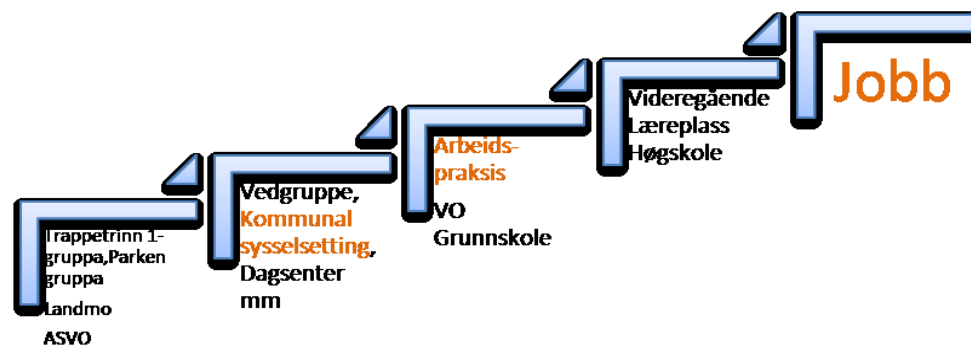 Trappetrinn 1-
gruppa,Parken
gruppa
Landmo
ASVO
Vedgruppe,
Kommunal
sysselsetting,
Dagsenter
mm
Arbeids-
praksis
VO
Grunnskole
Videregående
Læreplass
Høgskole
Jobb